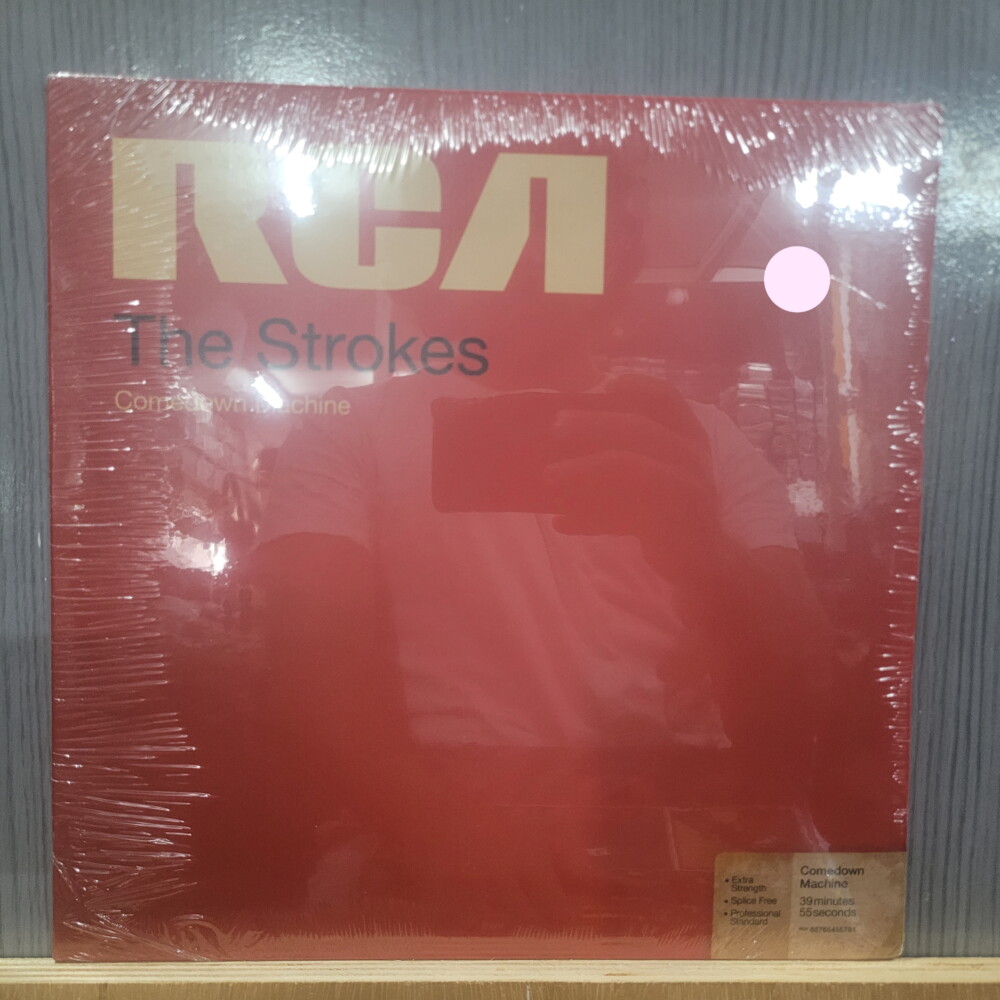 RCA
The Strokes
Comedown Machine
• Extra
Strength
• Splice Free
• Professional
Standard
Comedown
Machine
39 minutes
55 seconds